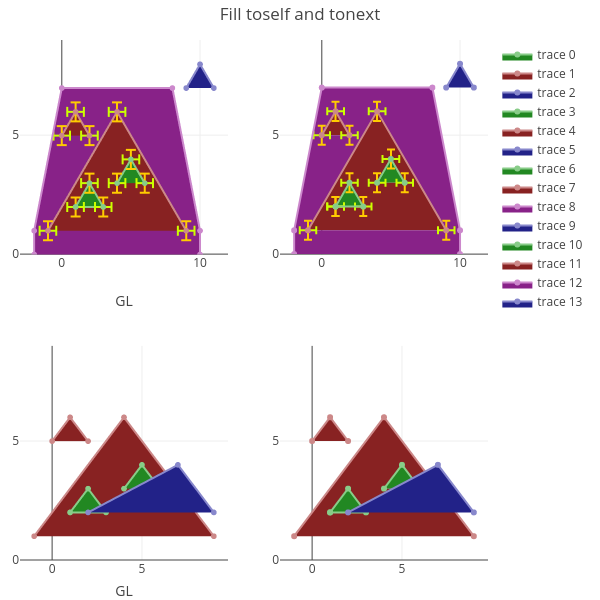 Fill toself and tonext
5
0
0
10
GL
5
0
0
10
trace 0
trace 1
trace 2
trace 3
trace 4
trace 5
trace 6
trace 7
trace 8
trace 9
trace 10
trace 11
trace 12
trace 13
5
0
0
5
GL
5
0
0
5